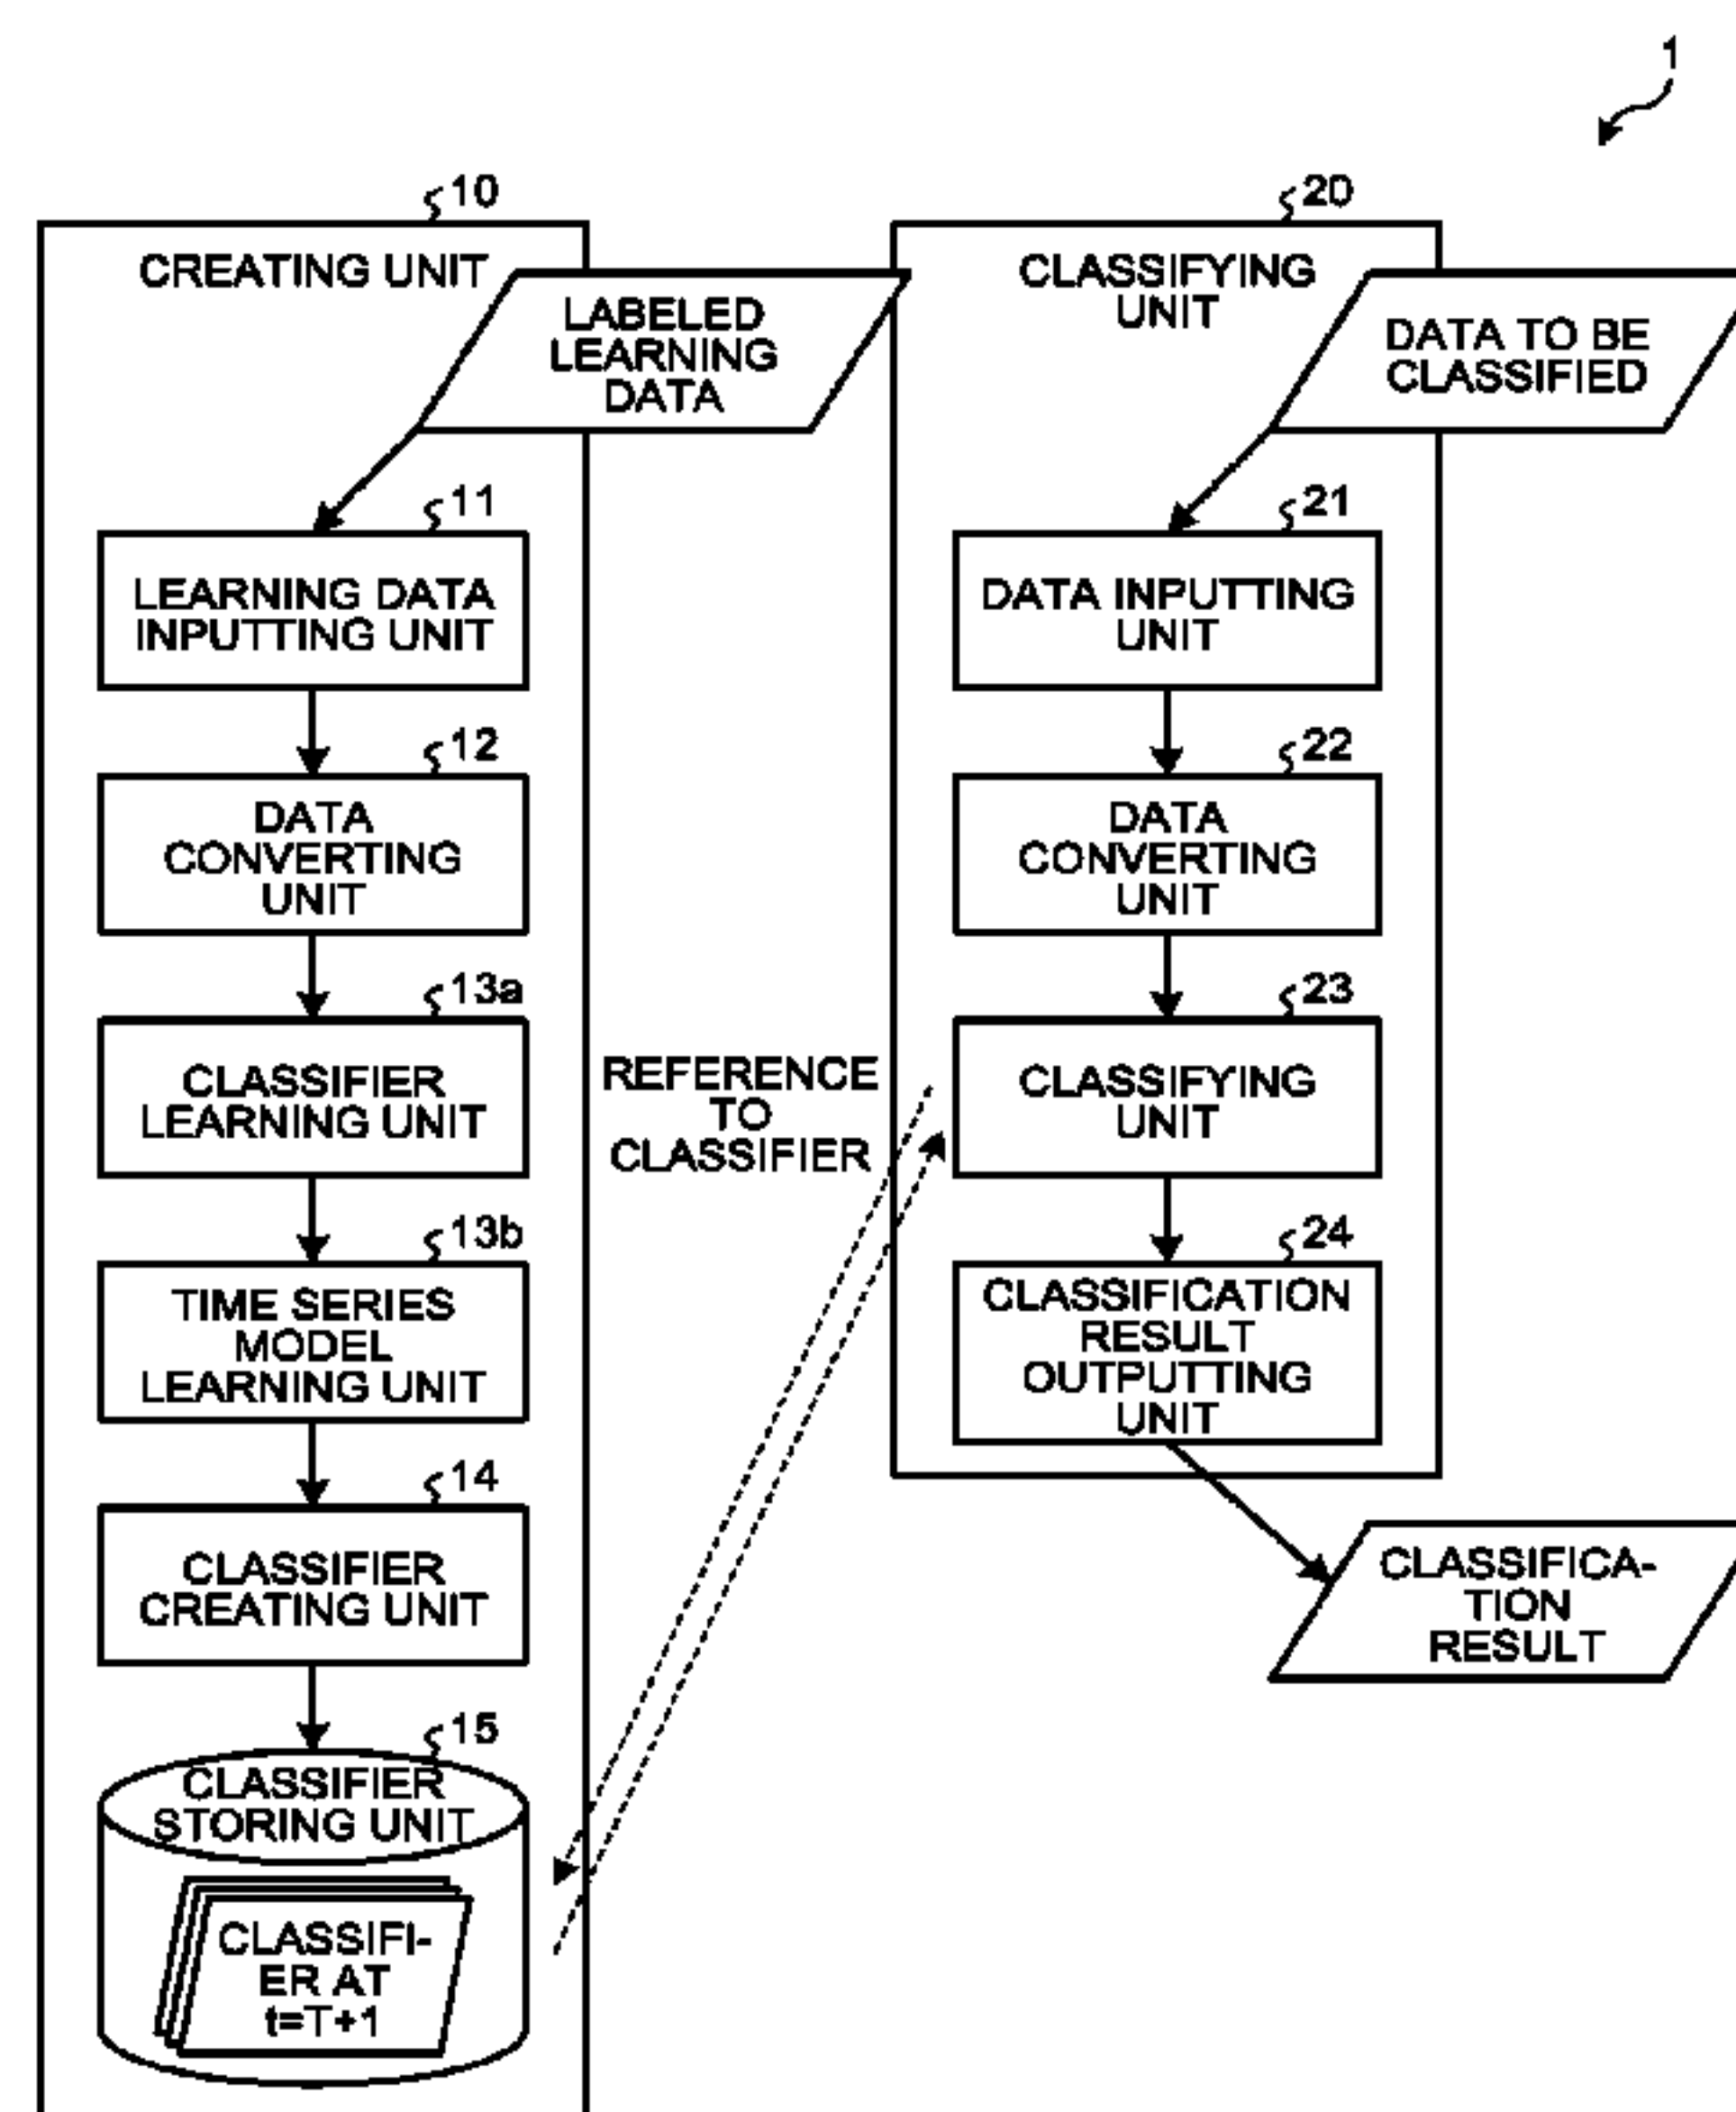 1
10
CREATING UNIT
LABELED
LEARNING
DATA
11
LEARNING DATA
INPUTTING UNIT
12
DATA
CONVERTING
UNIT
13a
CLASSIFIER
LEARNING UNIT
13b
TIME SERIES
MODEL
LEARNING UNIT
14
CLASSIFIER
CREATING UNIT
15
CLASSIFIER
STORING UNIT
CLASSIFI-
ER AT
t=T+1
REFERENCE
TO
CLASSIFIER
20
CLASSIFYING
UNIT
DATA TO BE
CLASSIFIED
21
DATA INPUTTING
UNIT
22
DATA
CONVERTING
UNIT
23
CLASSIFYING
UNIT
24
CLASSIFICATION
RESULT
OUTPUTTING
UNIT
CLASSIFICA-
TION
RESULT